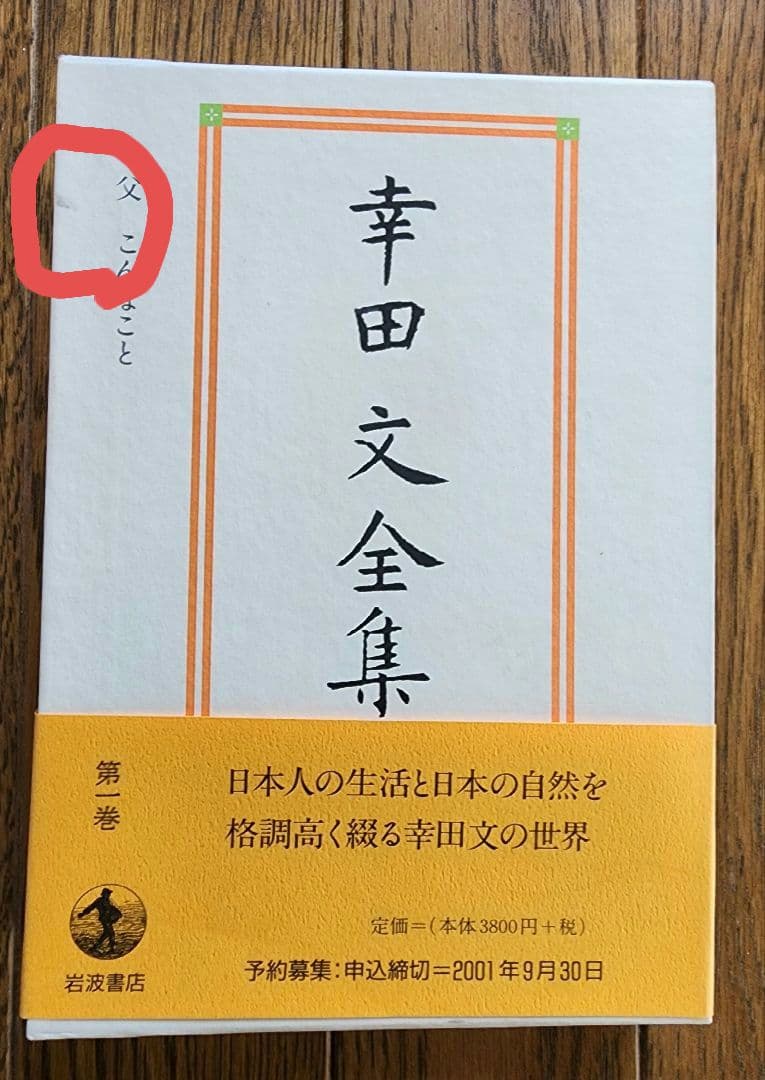 幸田文全集
父 こんなこと
第一巻
日本人の生活と日本の自然を
格調高く綴る幸田文の世界
定価＝(本体3800円＋税)
予約募集:申込締切＝2001年9月30日
岩波書店